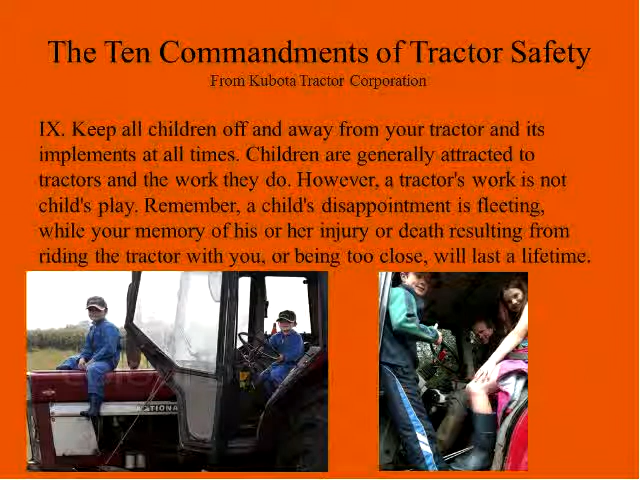 The Ten Commandments of Tractor Safety
From Kubota Tractor Corporation
IX. Keep all children off and away from your tractor and its
implements at all times. Children are generally attracted to
tractors and the work they do. However, a tractor's work is not
child's play. Remember, a child's disappointment is fleeting,
while your memory of his or her injury or death resulting from
riding the tractor with you, or being too close, will last a lifetime.